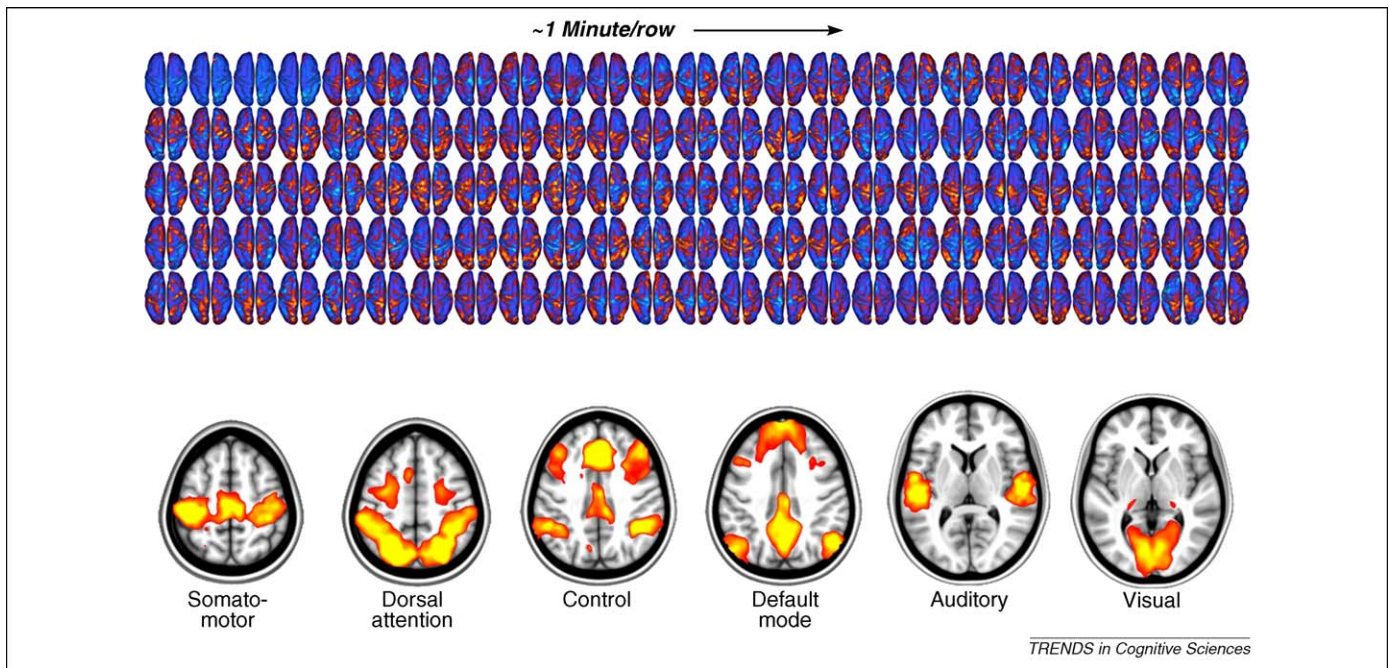 ~1 Minute/row
Somato-
motor
Dorsal
attention
Control
Default
mode
Auditory
Visual
TRENDS in Cognitive Sciences